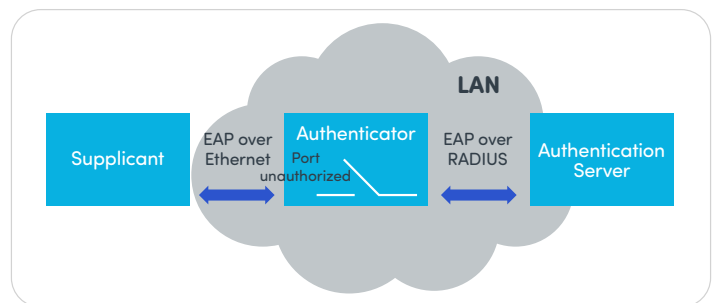 LAN
Supplicant
EAP over
Ethernet
Authenticator
Port
unauthorized
EAP over
RADIUS
Authentication
Server